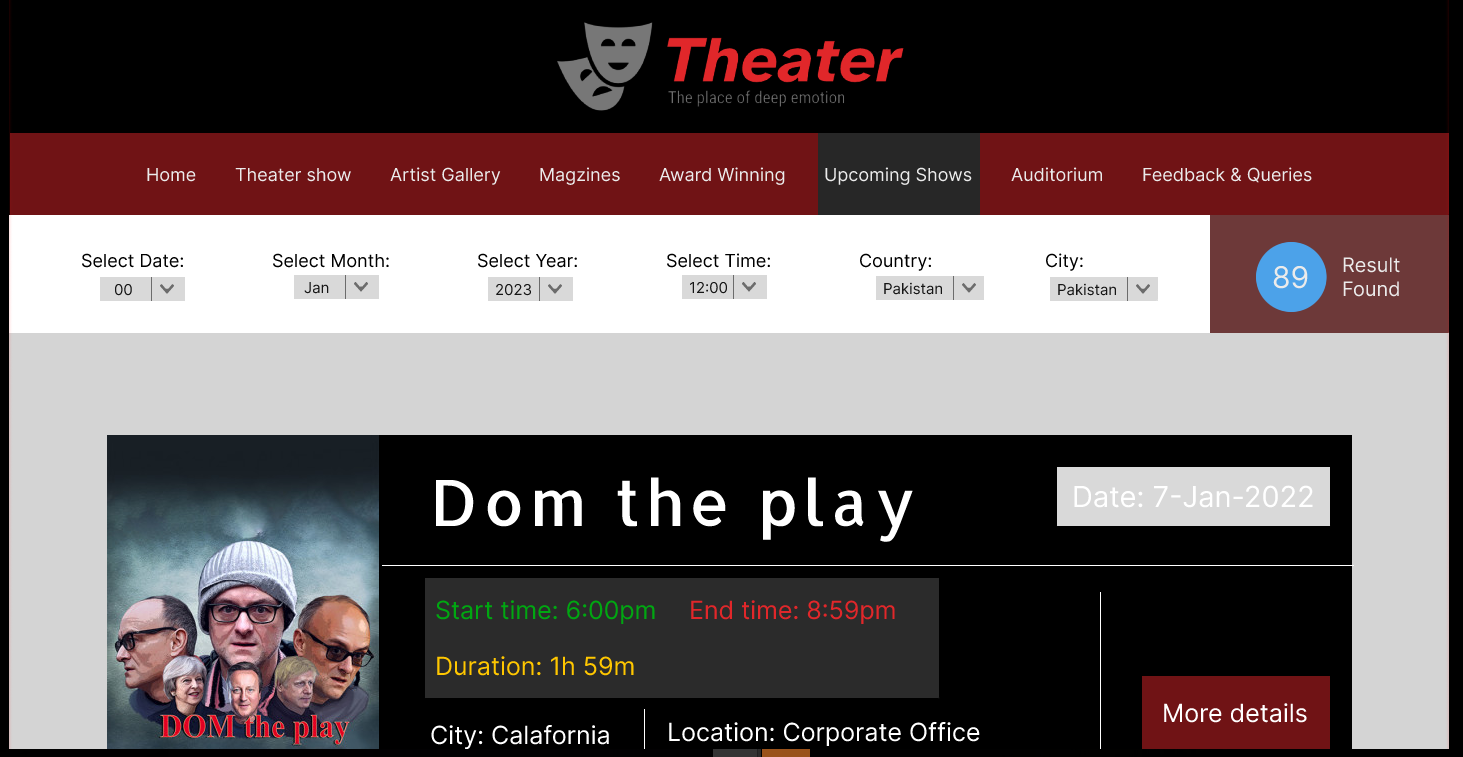 Theater
The place of deep emotion
Home Theater show Artist Gallery Magzines Award Winning Upcoming Shows Auditorium Feedback & Queries
Select Date: Select Month: Select Year: Select Time: Country: City:
00 Jan 2023 12:00 Pakistan Pakistan
89
Result
Found
Dom the play
Date: 7-Jan-2022
Start time: 6:00pm End time: 8:59pm
Duration: 1h 59m
More details
City: Calafornia
Location: Corporate Office
DOM the play